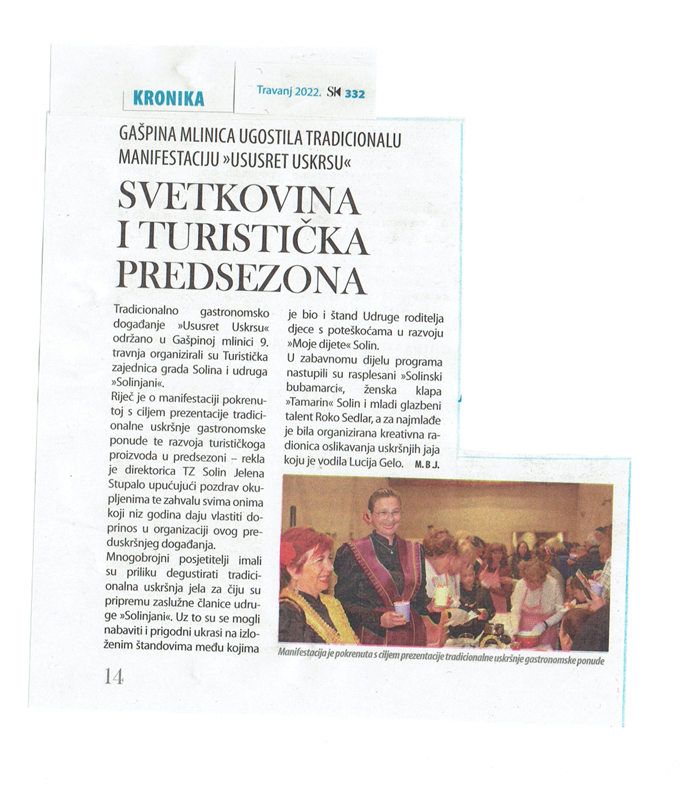 KRONIKA
Travanj 2022. SK 332
GAŠPINA MLINICA UGOSTILA TRADICIONALU
MANIFESTACIJU »USUSRET USKRSU«
SVETKOVINA
I TURISTIČKA
PREDSEZONA
Tradicionalno gastronomsko
događanje »Ususret Uskrsu«
održano u Gašpinoj mlinici 9.
travnja organizirali su Turistička
zajednica grada Solina i udruga
»Solinjani«.
Riječ je o manifestaciji pokrenu-
toj s ciljem prezentacije tradici-
onalne uskršnje gastronomske
ponude te razvoja turističkoga
proizvoda u predsezoni – rekla
je direktorica TZ Solin Jelena
Stupalo upućujući pozdrav oku-
pljenima te zahvalu svima onima
koji niz godina daju vlastiti do-
prinos u organizaciji ovog pre-
duskršnjeg događanja.
Mnogobrojni posjetitelji imali
su priliku degustirati tradici-
onalna uskršnja jela za čiju su
pripremu zaslužne članice udru-
ge »Solinjani«. Uz to su se mogli
nabaviti i prigodni ukrasi na izlo-
ženim štandovima među kojima
je bio i štand Udruge roditelja
djece s poteškoćama u razvoju
»Moje dijete« Solin.
U zabavnomu dijelu programa
nastupili su rasplesani »Solinski
bubamarci«, ženska klapa
»Tamarin« Solin i mladi glazbeni
talent Roko Sedlar, a za najmlađe
je bila organizirana kreativna ra-
dionica oslikavanja uskršnjih jaja
koju je vodila Lucija Gelo. M. B J.
Manifestacija je pokrenuta s ciljem prezentacije tradicionalne uskršnje gastronomske ponude
14